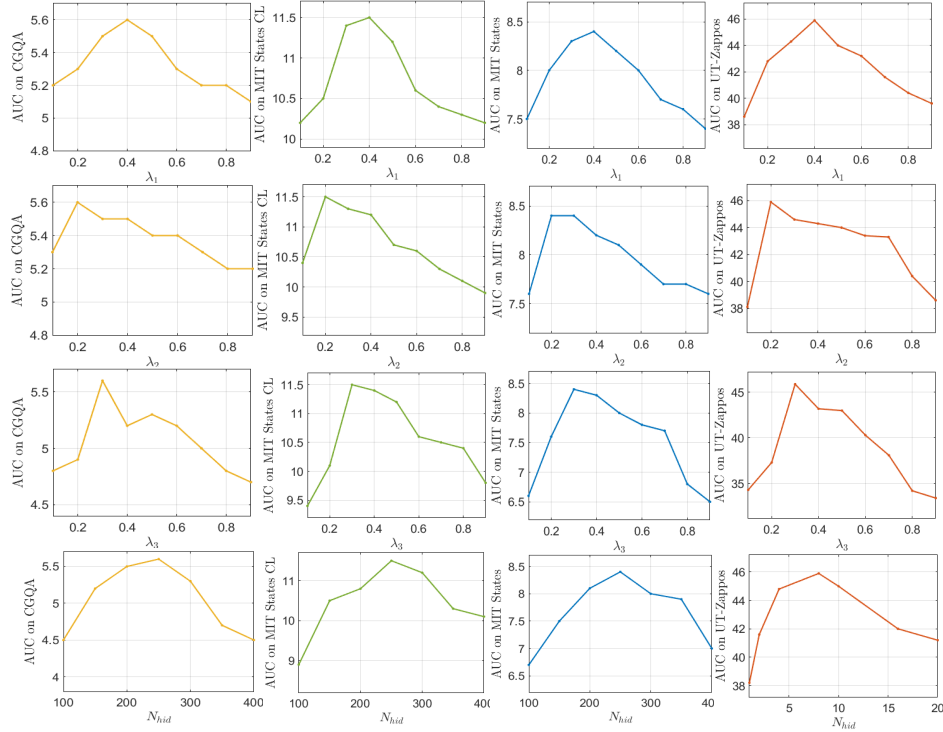 AUC on CGQA
5.6
5.4
5.2
5
4.8
0.2 0.4 0.6 0.8
λ1
AUC on MIT States CL
11.5
11
10.5
10
0.2 0.4 0.6 0.8
λ1
AUC on MIT States
8.5
8
7.5
0.2 0.4 0.6 0.8
λ1
AUC on UT-Zappos
46
44
42
40
38
0.2 0.4 0.6 0.8
λ1
AUC on CGQA
5.6
5.4
5.2
5
4.8
0.2 0.4 0.6 0.8
λ2
AUC on MIT States CL
11.5
11
10.5
10
9.5
0.2 0.4 0.6 0.8
λ2
AUC on MIT States
8.5
8
7.5
0.2 0.4 0.6 0.8
λ2
AUC on UT-Zappos
46
44
42
40
38
0.2 0.4 0.6 0.8
λ2
AUC on CGQA
5.5
5
4.5
0.2 0.4 0.6 0.8
λ3
AUC on MIT States CL
11.5
11
10.5
10
9.5
0.2 0.4 0.6 0.8
λ3
AUC on MIT States
8.5
8
7.5
7
6.5
0.2 0.4 0.6 0.8
λ3
AUC on UT-Zappos
45
40
35
0.2 0.4 0.6 0.8
λ3
AUC on CGQA
5.5
5
4.5
4
100 200 300 400
Nhid
AUC on MIT States CL
11
10
9
100 200 300 400
Nhid
AUC on MIT States
8.5
8
7.5
7
6.5
6
100 200 300 40
Nhid
AUC on UT-Zappos
46
44
42
40
38
5 10 15 20
Nhid